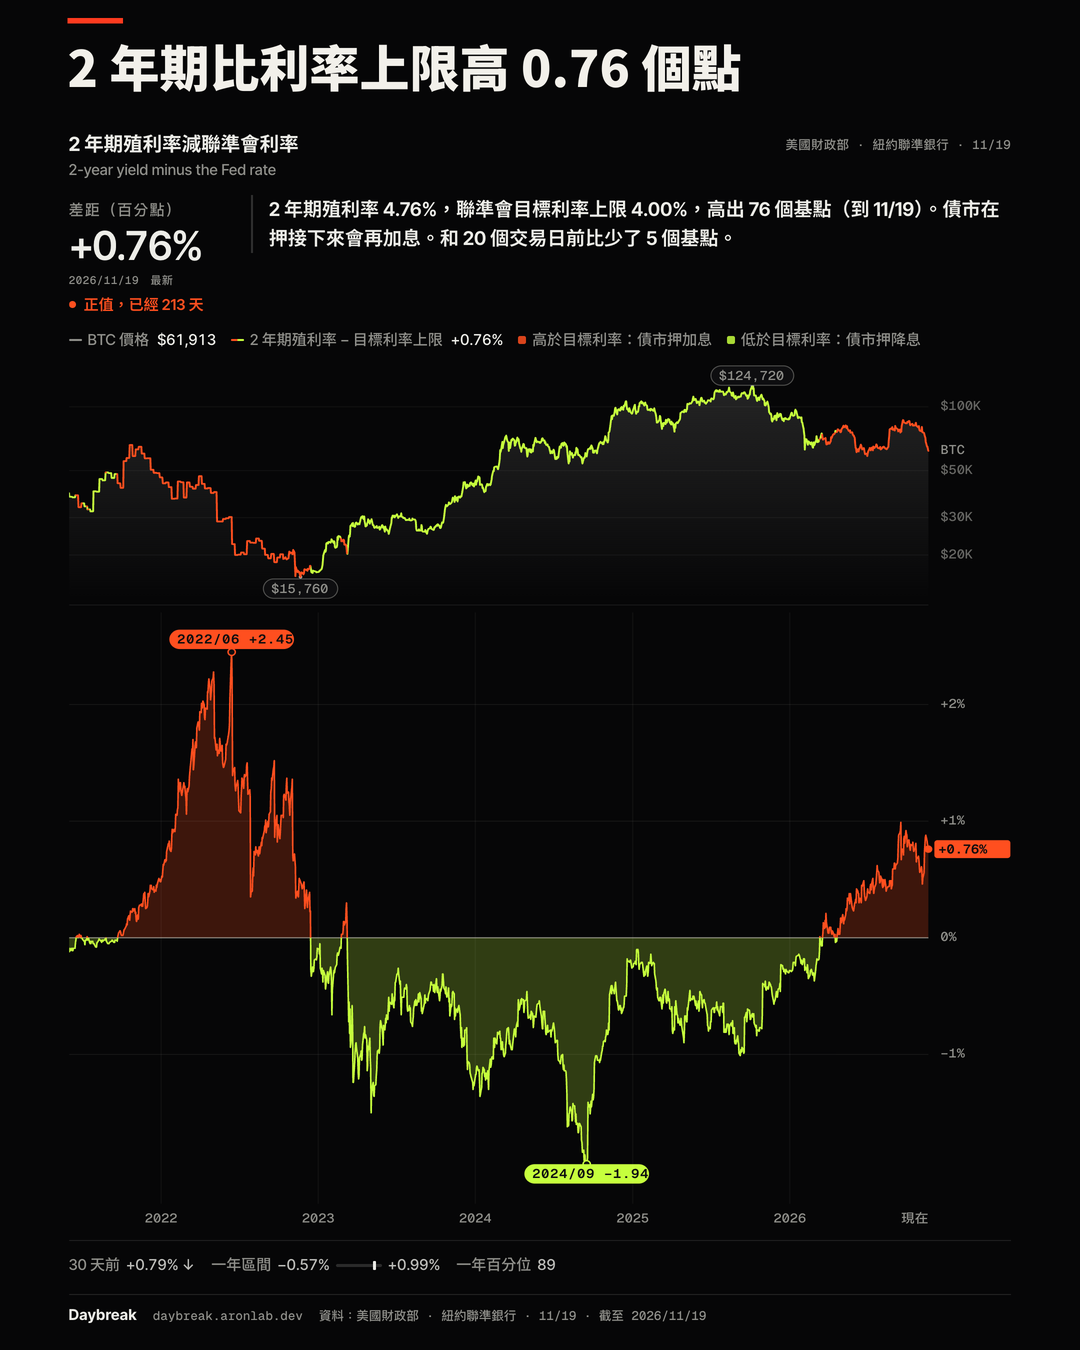 2 年期比利率上限高 0.76 個點
2 年期殖利率減聯準會利率
美國財政部 · 紐約聯準銀行 · 11/19
2-year yield minus the Fed rate
差距（百分點）
+0.76%
2026/11/19 最新
正值，已經 213 天
2 年期殖利率 4.76%，聯準會目標利率上限 4.00%，高出 76 個基點（到 11/19）。債市在
押接下來會再加息。和 20 個交易日前比少了 5 個基點。
BTC 價格 $61,913 2 年期殖利率 − 目標利率上限 +0.76% 高於目標利率：債市押加息 低於目標利率：債市押降息
$124,720
$100K
BTC
$50K
$30K
$20K
$15,760
2022/06 +2.45
+2%
+1%
+0.76%
0%
−1%
2024/09 −1.94
2022 2023 2024 2025 2026 現在
30 天前 +0.79% ↓ 一年區間 −0.57% +0.99% 一年百分位 89
Daybreak daybreak.aronlab.dev 資料：美國財政部 · 紐約聯準銀行 · 11/19 · 截至 2026/11/19